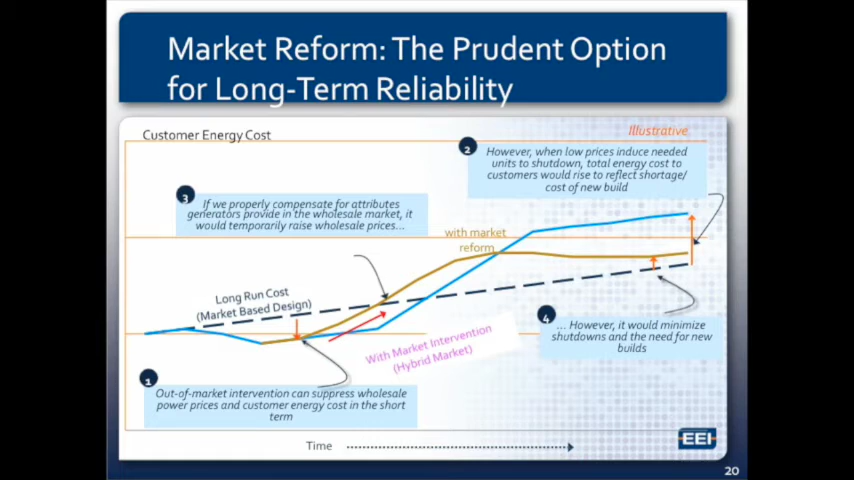 Market Reform: The Prudent Option
for Long-Term Reliability
Customer Energy Cost
Illustrative
2
However, when low prices induce needed
units to shutdown, total energy cost to
customers would rise to reflect shortage/
cost of new build
3
If we properly compensate for attributes
generators provide in the wholesale market, it
would temporarily raise wholesale prices...
with market
reform
Long Run Cost
(Market Based Design)
With Market Intervention
(Hybrid Market)
4
... However, it would minimize
shutdowns and the need for new
builds
1
Out-of-market intervention can suppress wholesale
power prices and customer energy cost in the short
term
Time
EEI
20